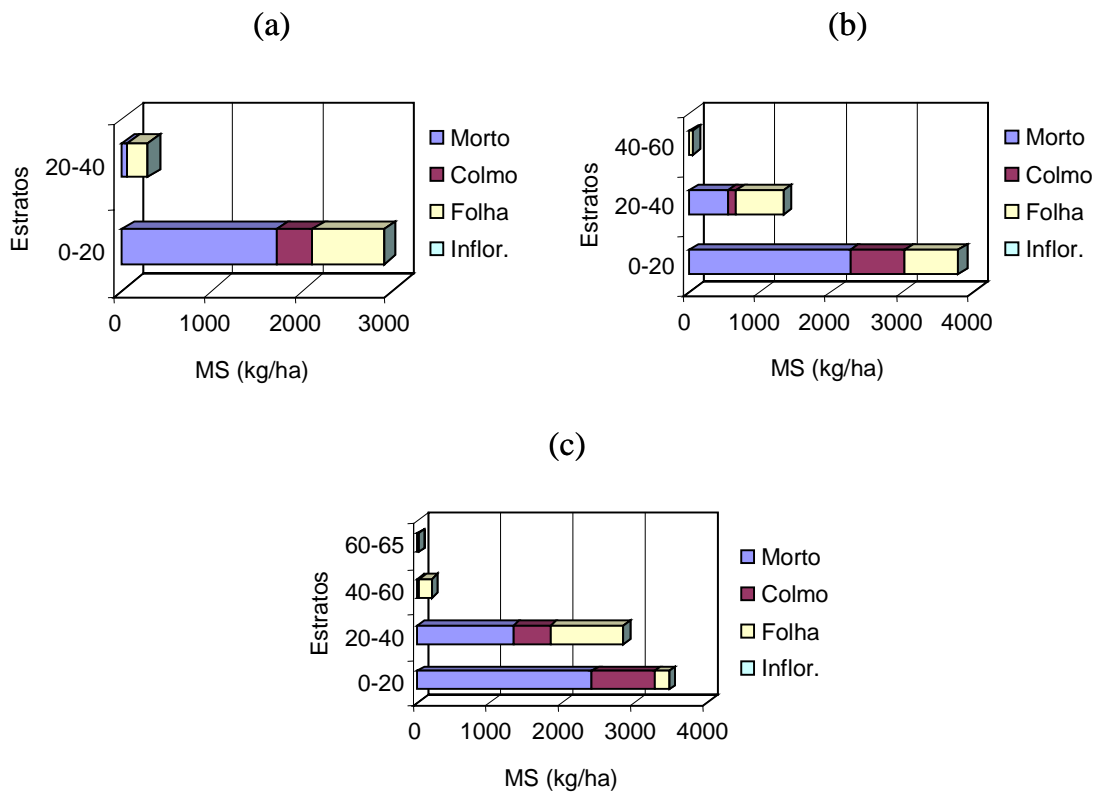 (a)
Estratos
20-40
0-20
0 1000 2000 3000
MS (kg/ha)
Morto
Colmo
Folha
Inflor.
(b)
Estratos
40-60
20-40
0-20
0 1000 2000 3000 4000
MS (kg/ha)
Morto
Colmo
Folha
Inflor.
(c)
Estratos
60-65
40-60
20-40
0-20
0 1000 2000 3000 4000
MS (kg/ha)
Morto
Colmo
Folha
Inflor.